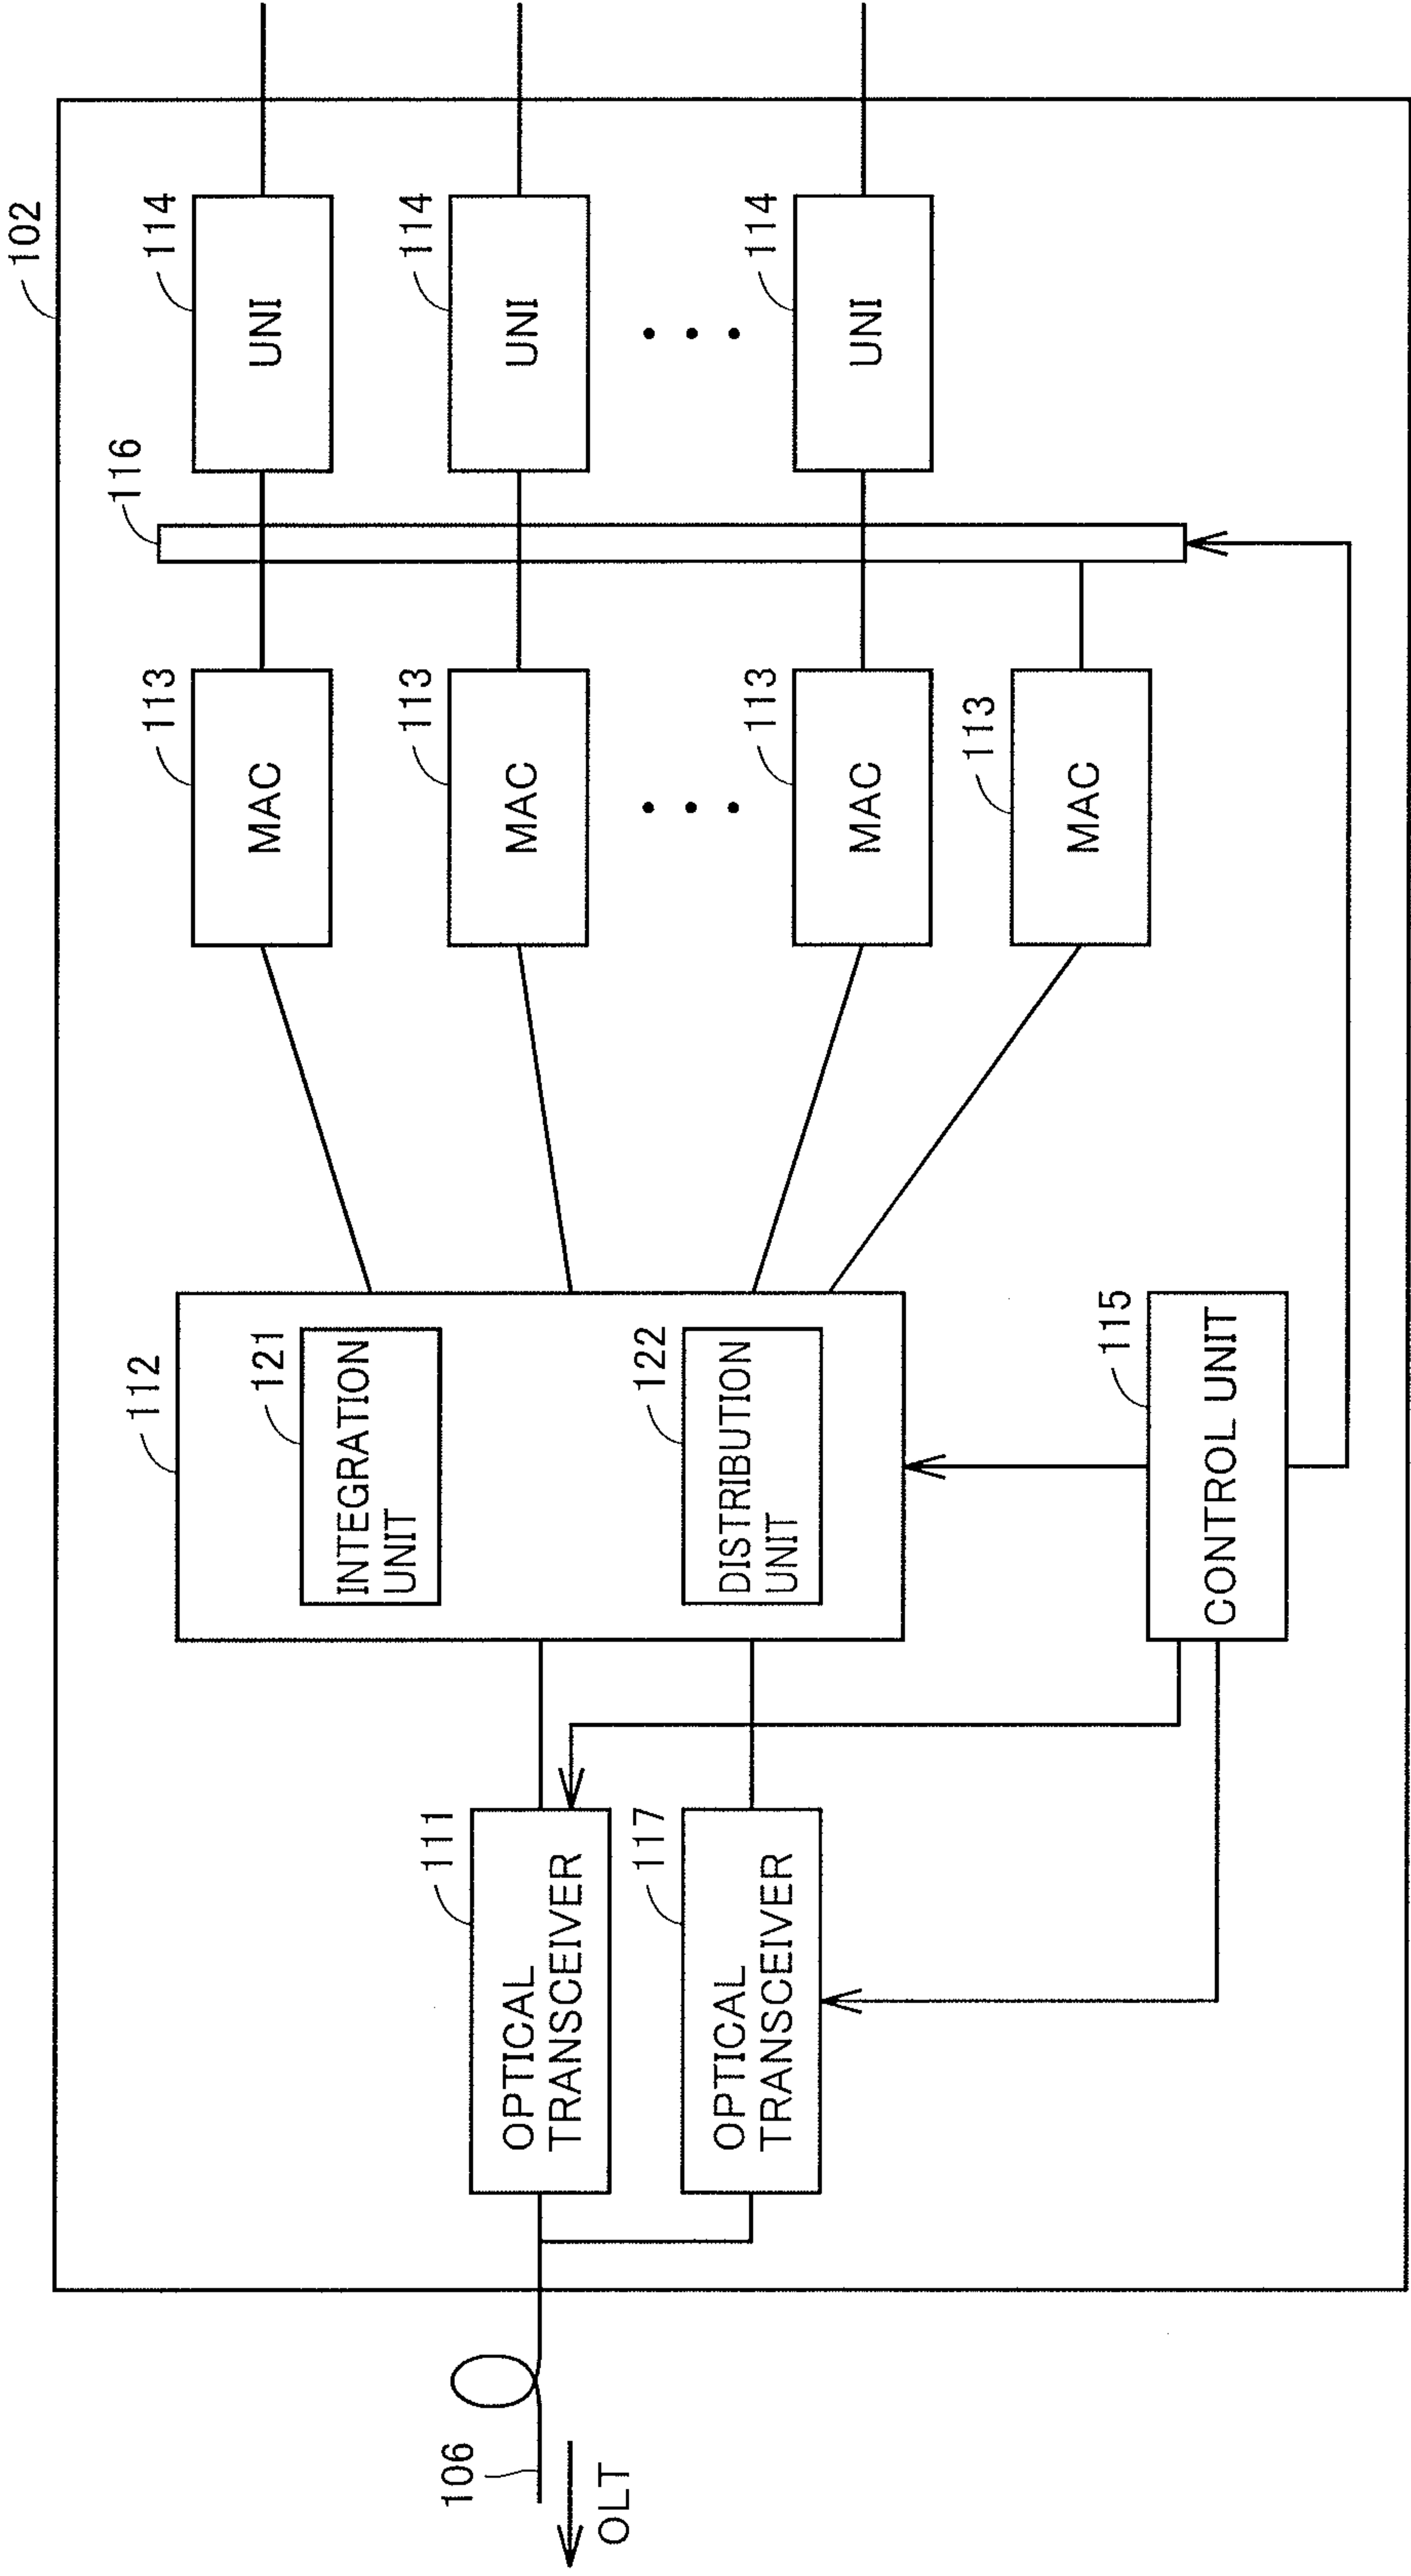 102
106
OLT
111
OPTICAL
TRANSCEIVER
117
OPTICAL
TRANSCEIVER
112
121
INTEGRATION
UNIT
122
DISTRIBUTION
UNIT
115
CONTROL UNIT
113
MAC
113
MAC
113
MAC
113
MAC
116
114
UNI
114
UNI
114
UNI